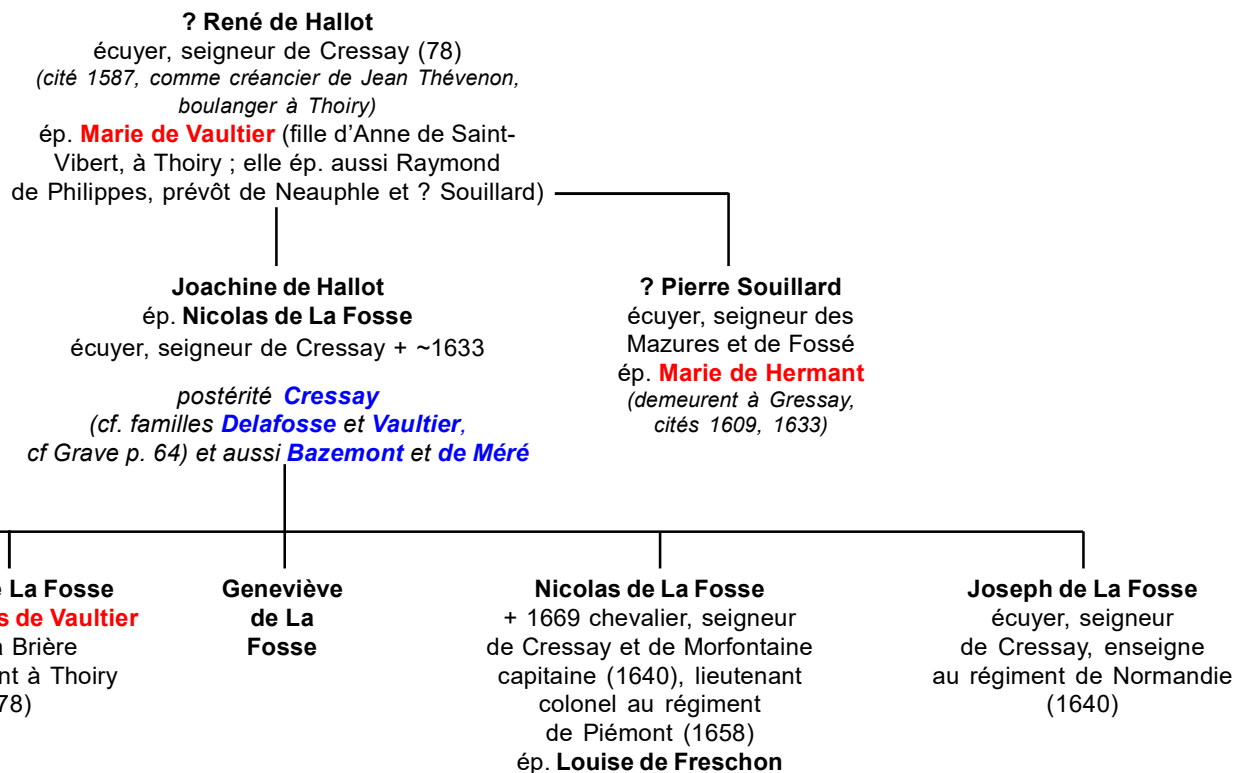 ? René de Hallot
écuyer, seigneur de Cressay (78)
(cité 1587, comme créancier de Jean Thévenon,
boulanger à Thoiry)
ép. Marie de Vaultier (fille d’Anne de Saint-
Vibert, à Thoiry ; elle ép. aussi Raymond
de Philippes, prévôt de Neauphle et ? Souillard)
Joachine de Hallot
ép. Nicolas de La Fosse
écuyer, seigneur de Cressay + ~1633
postérité Cressay
(cf. familles Delafosse et Vaultier,
cf Grave p. 64) et aussi Bazemont et de Méré
? Pierre Souillard
écuyer, seigneur des
Mazures et de Fossé
ép. Marie de Hermant
(demeurent à Gressay,
cités 1609, 1633)
La Fosse
de Vaultier
Brière
à Thoiry
78)
Geneviève
de La
Fosse
Nicolas de La Fosse
+ 1669 chevalier, seigneur
de Cressay et de Morfontaine
capitaine (1640), lieutenant
colonel au régiment
de Piémont (1658)
ép. Louise de Freschon
Joseph de La Fosse
écuyer, seigneur
de Cressay, enseigne
au régiment de Normandie
(1640)